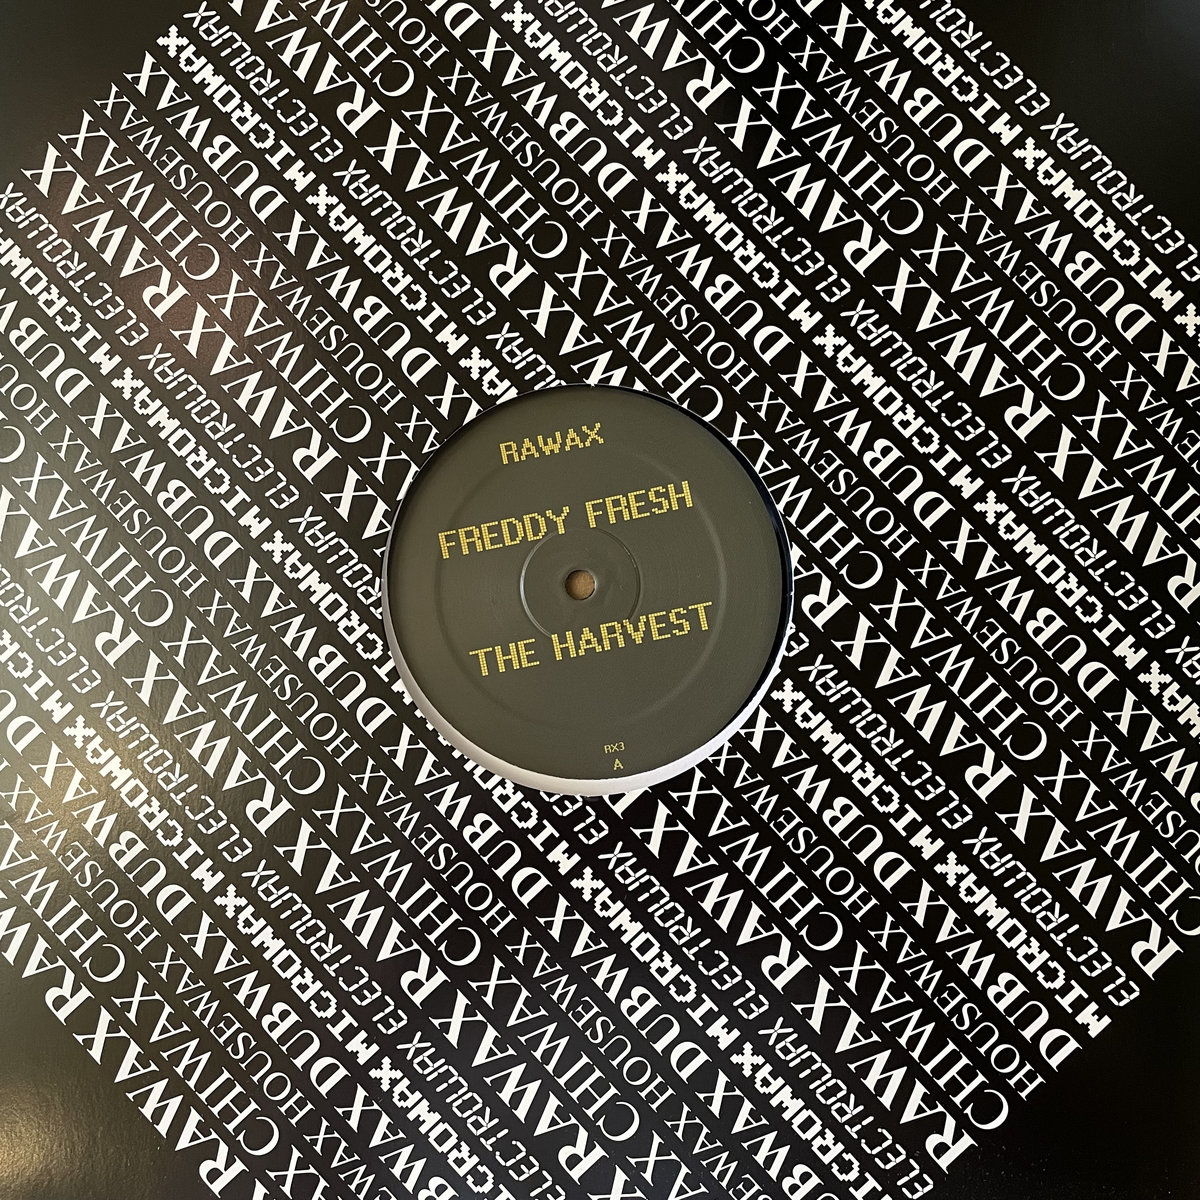 RAWAX
FREDDY FRESH
THE HARVEST
RX3
A
RAWAX
CHIWAX
HOUSEWAX
DUBWAX
MICROWAX
ELECTROWAX